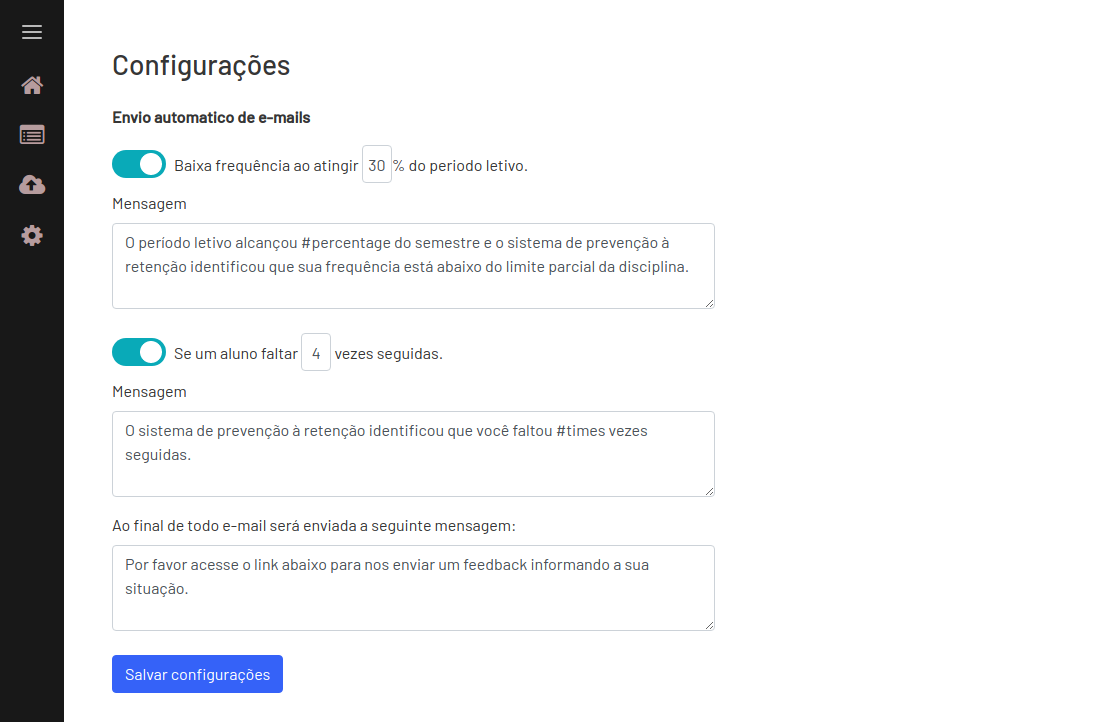 Configurações
Envio automatico de e-mails
Baixa frequência ao atingir 30 % do periodo letivo.
Mensagem
O periodo letivo alcançou #percentage do semestre e o sistema de prevenção à
retenção identificou que sua frequência está abaixo do limite parcial da disciplina.
Se um aluno faltar 4 vezes seguidas.
Mensagem
O sistema de prevenção à retenção identificou que você faltou #times vezes
seguidas.
Ao final de todo e-mail será enviada a seguinte mensagem:
Por favor acesse o link abaixo para nos enviar um feedback informando a sua
situação.
Salvar configurações